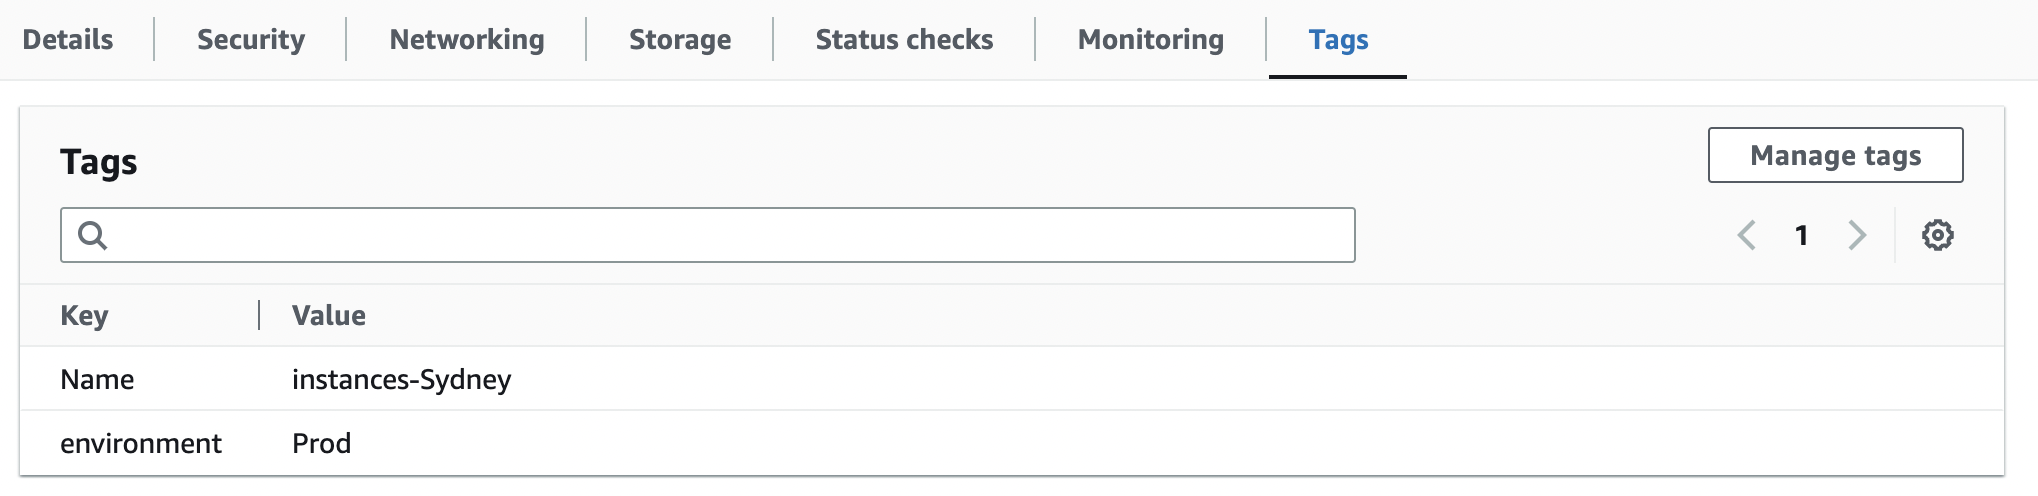 Details Security Networking Storage Status checks Monitoring Tags
Tags
Manage tags
1
Key Value
Name instances-Sydney
environment Prod